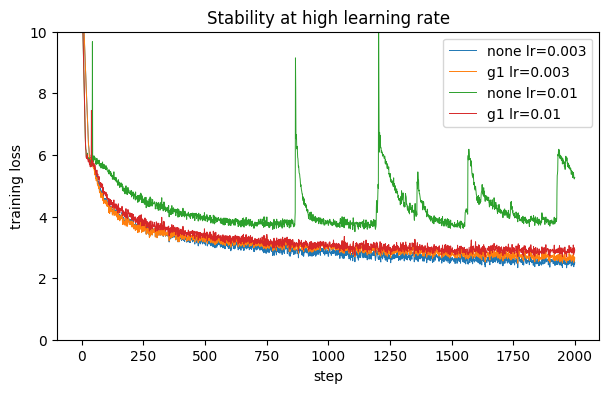 Stability at high learning rate
10
8
6
4
2
0
training loss
none lr=0.003
g1 lr=0.003
none lr=0.01
g1 lr=0.01
0 250 500 750 1000 1250 1500 1750 2000
step